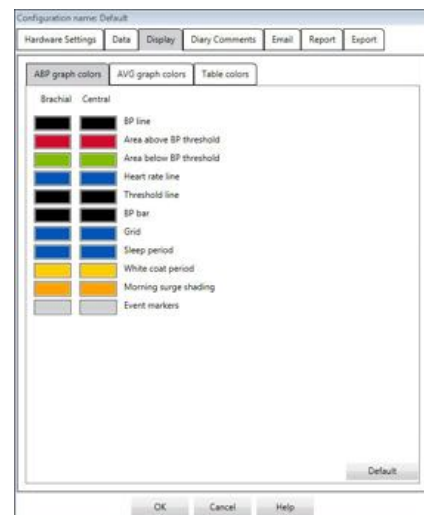 Configuration name: Default
Hardware Settings Data Display Diary Comments Email Report Export
ABP graph colors AVG graph colors Table colors
Brachial Central
BP line
Area above BP threshold
Area below BP threshold
Heart rate line
Threshold line
BP bar
Grid
Sleep period
White coat period
Morning surge shading
Event markers
Default
OK Cancel Help